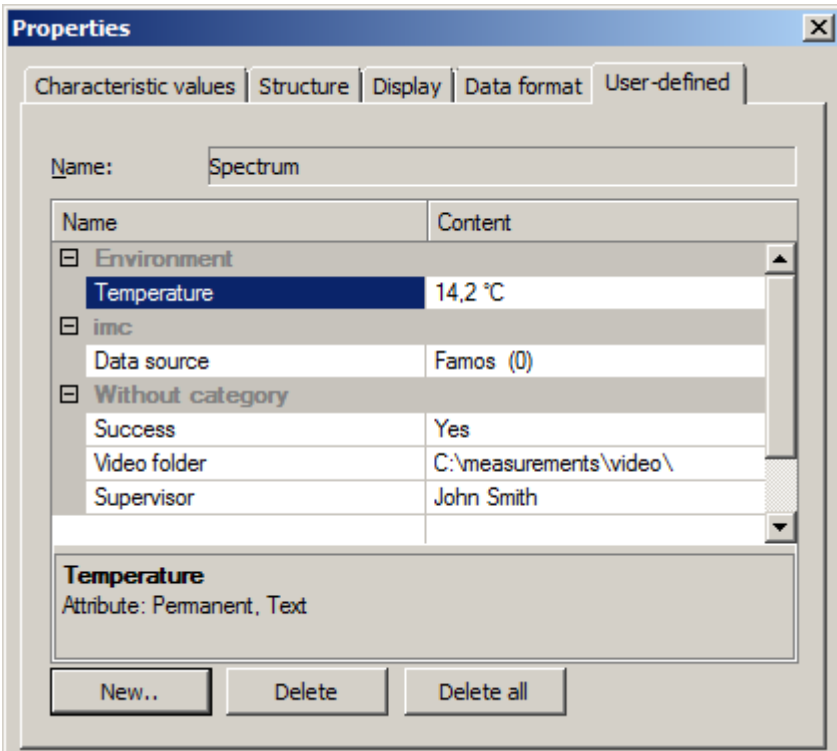 Properties
Characteristic values Structure Display Data format User-defined
Name: Spectrum
Name Content
Environment
Temperature 14,2 °C
imc
Data source Famos (0)
Without category
Success Yes
Video folder C:\measurements\video\
Supervisor John Smith
Temperature
Attribute: Permanent, Text
New.. Delete Delete all